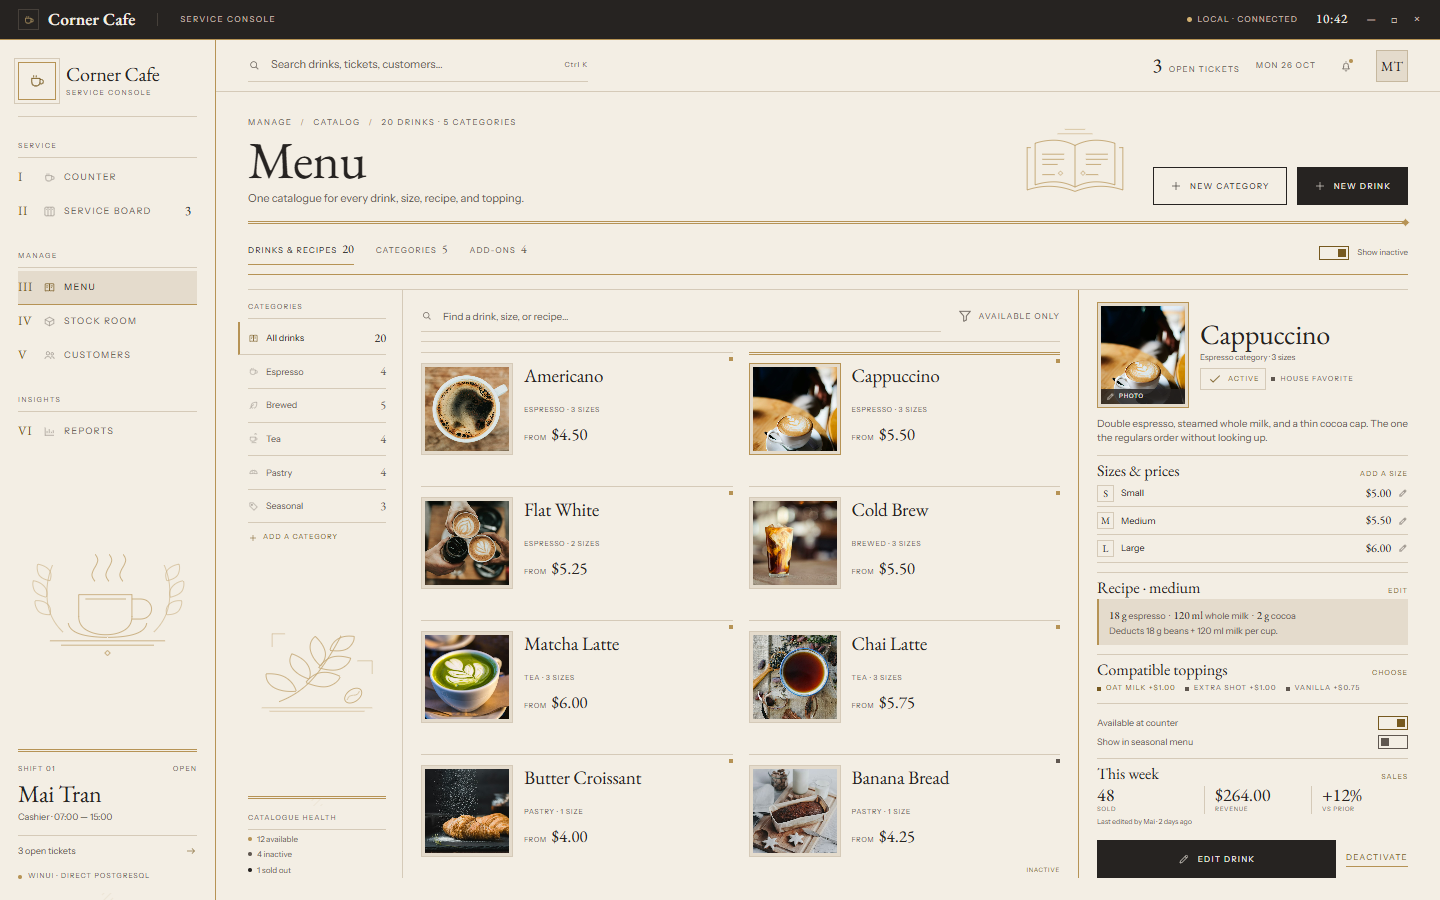 Corner Cafe
SERVICE CONSOLE
LOCAL · CONNECTED
10:42
Corner Cafe
SERVICE CONSOLE
SERVICE
I COUNTER
II SERVICE BOARD 3
MANAGE
III MENU
IV STOCK ROOM
V CUSTOMERS
INSIGHTS
VI REPORTS
SHIFT 01 OPEN
Mai Tran
Cashier · 07:00 — 15:00
3 open tickets →
WINUI · DIRECT POSTGRESQL
Search drinks, tickets, customers... Ctrl K
3 OPEN TICKETS MON 26 OCT MT
MANAGE / CATALOG / 20 DRINKS · 5 CATEGORIES
Menu
One catalogue for every drink, size, recipe, and topping.
+ NEW CATEGORY
+ NEW DRINK
DRINKS & RECIPES 20 CATEGORIES 5 ADD-ONS 4
Show inactive
CATEGORIES
All drinks 20
Espresso 4
Brewed 5
Tea 4
Pastry 4
Seasonal 3
+ ADD A CATEGORY
CATALOGUE HEALTH
12 available
4 inactive
1 sold out
Find a drink, size, or recipe...
AVAILABLE ONLY
Americano
ESPRESSO · 3 SIZES
FROM $4.50
Cappuccino
ESPRESSO · 3 SIZES
FROM $5.50
Flat White
ESPRESSO · 2 SIZES
FROM $5.25
Cold Brew
BREWED · 3 SIZES
FROM $5.50
Matcha Latte
TEA · 3 SIZES
FROM $6.00
Chai Latte
TEA · 3 SIZES
FROM $5.75
Butter Croissant
PASTRY · 1 SIZE
FROM $4.00
Banana Bread
PASTRY · 1 SIZE
FROM $4.25
INACTIVE
PHOTO
Cappuccino
Espresso category · 3 sizes
ACTIVE HOUSE FAVORITE
Double espresso, steamed whole milk, and a thin cocoa cap. The one
the regulars order without looking up.
Sizes & prices ADD A SIZE
S Small $5.00
M Medium $5.50
L Large $6.00
Recipe · medium EDIT
18 g espresso · 120 ml whole milk · 2 g cocoa
Deducts 18 g beans + 120 ml milk per cup.
Compatible toppings CHOOSE
OAT MILK +$1.00 EXTRA SHOT +$1.00 VANILLA +$0.75
Available at counter
Show in seasonal menu
This week SALES
48 $264.00 +12%
SOLD REVENUE VS PRIOR
Last edited by Mai · 2 days ago
EDIT DRINK
DEACTIVATE